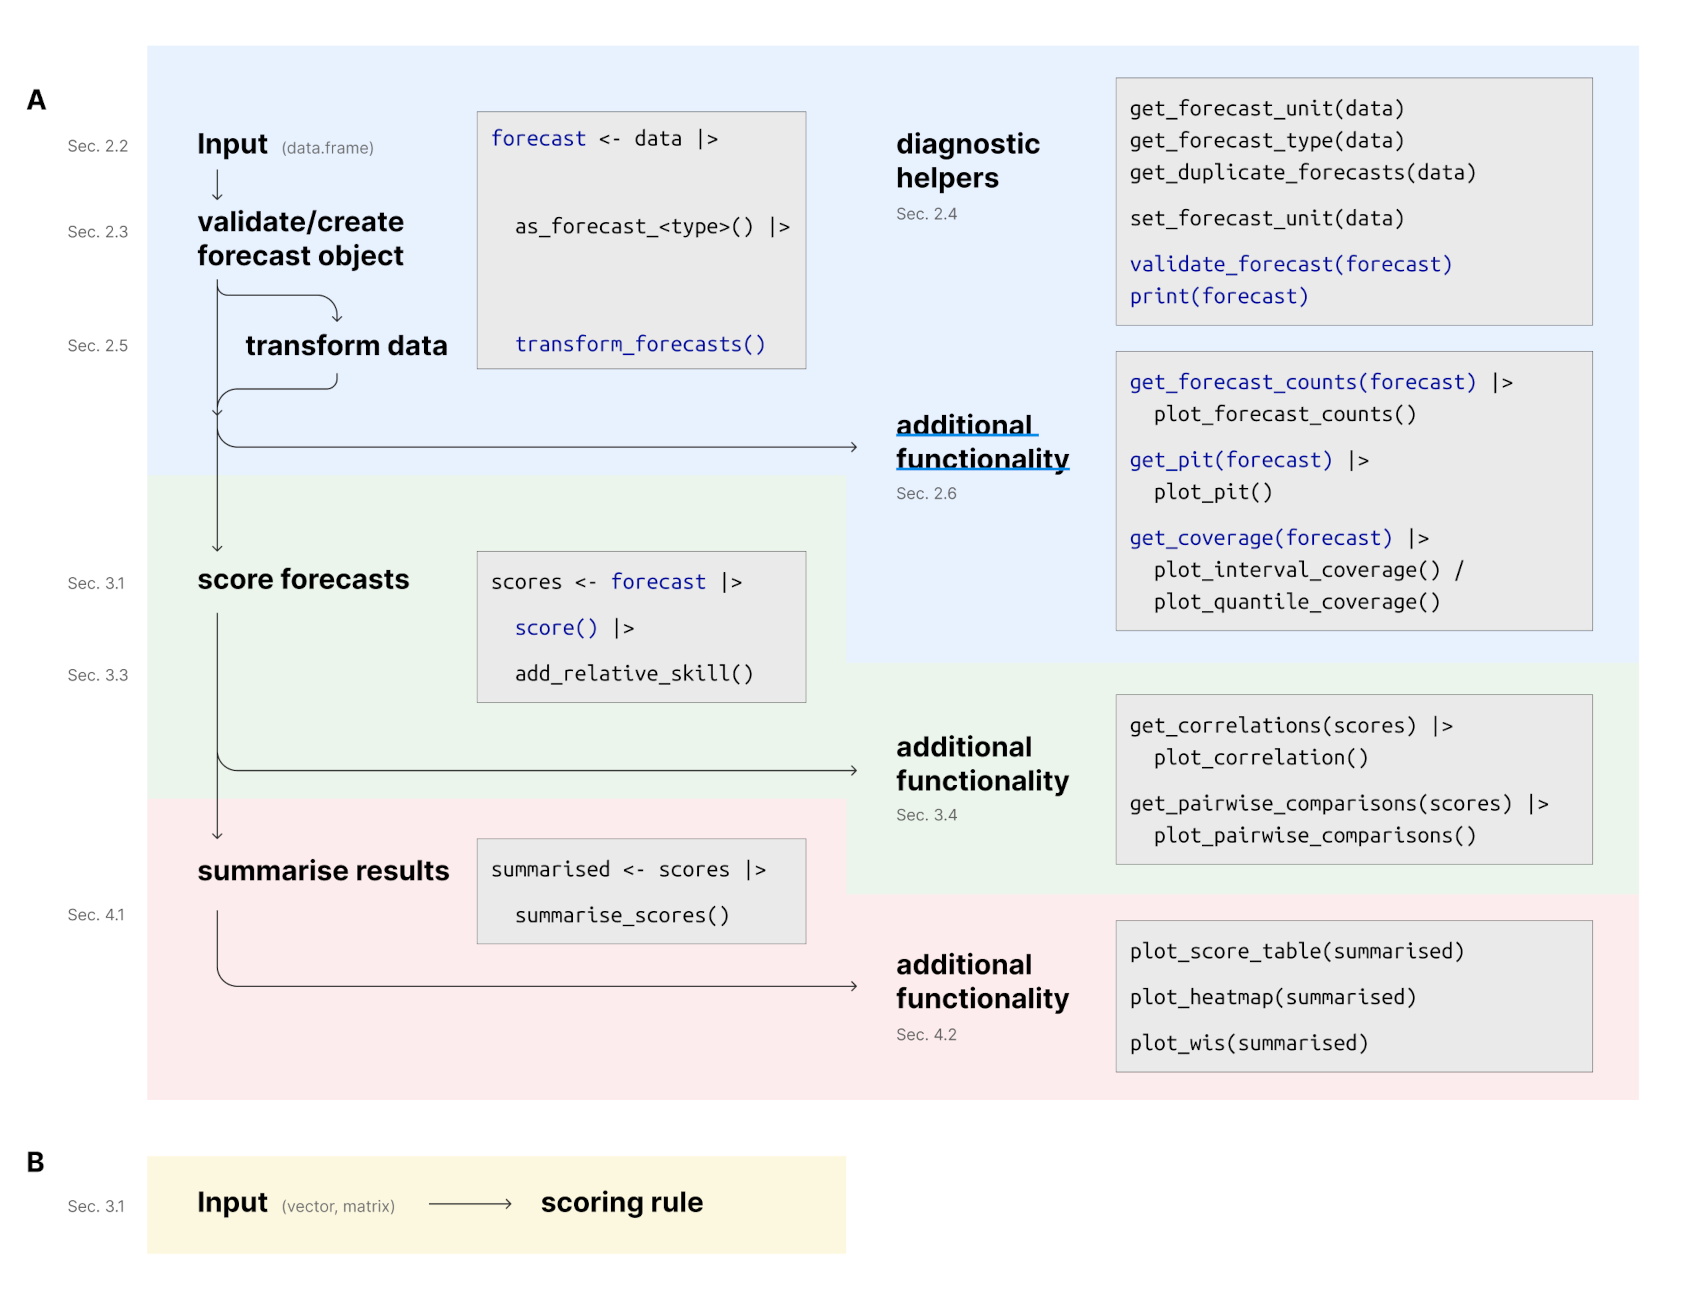 A
Sec. 2.2
Input (data.frame)
Sec. 2.3
validate/create
forecast object
Sec. 2.5
transform data
forecast <- data |>
as_forecast_<type>() |>
transform_forecasts()
diagnostic
helpers
Sec. 2.4
get_forecast_unit(data)
get_forecast_type(data)
get_duplicate_forecasts(data)
set_forecast_unit(data)
validate_forecast(forecast)
print(forecast)
additional
functionality
Sec. 2.6
get_forecast_counts(forecast) |>
plot_forecast_counts()
get_pit(forecast) |>
plot_pit()
get_coverage(forecast) |>
plot_interval_coverage() /
plot_quantile_coverage()
Sec. 3.1
score forecasts
Sec. 3.3
scores <- forecast |>
score() |>
add_relative_skill()
additional
functionality
Sec. 3.4
get_correlations(scores) |>
plot_correlation()
get_pairwise_comparisons(scores) |>
plot_pairwise_comparisons()
summarise results
Sec. 4.1
summarised <- scores |>
summarise_scores()
additional
functionality
Sec. 4.2
plot_score_table(summarised)
plot_heatmap(summarised)
plot_wis(summarised)
B
Sec. 3.1
Input (vector, matrix)
scoring rule